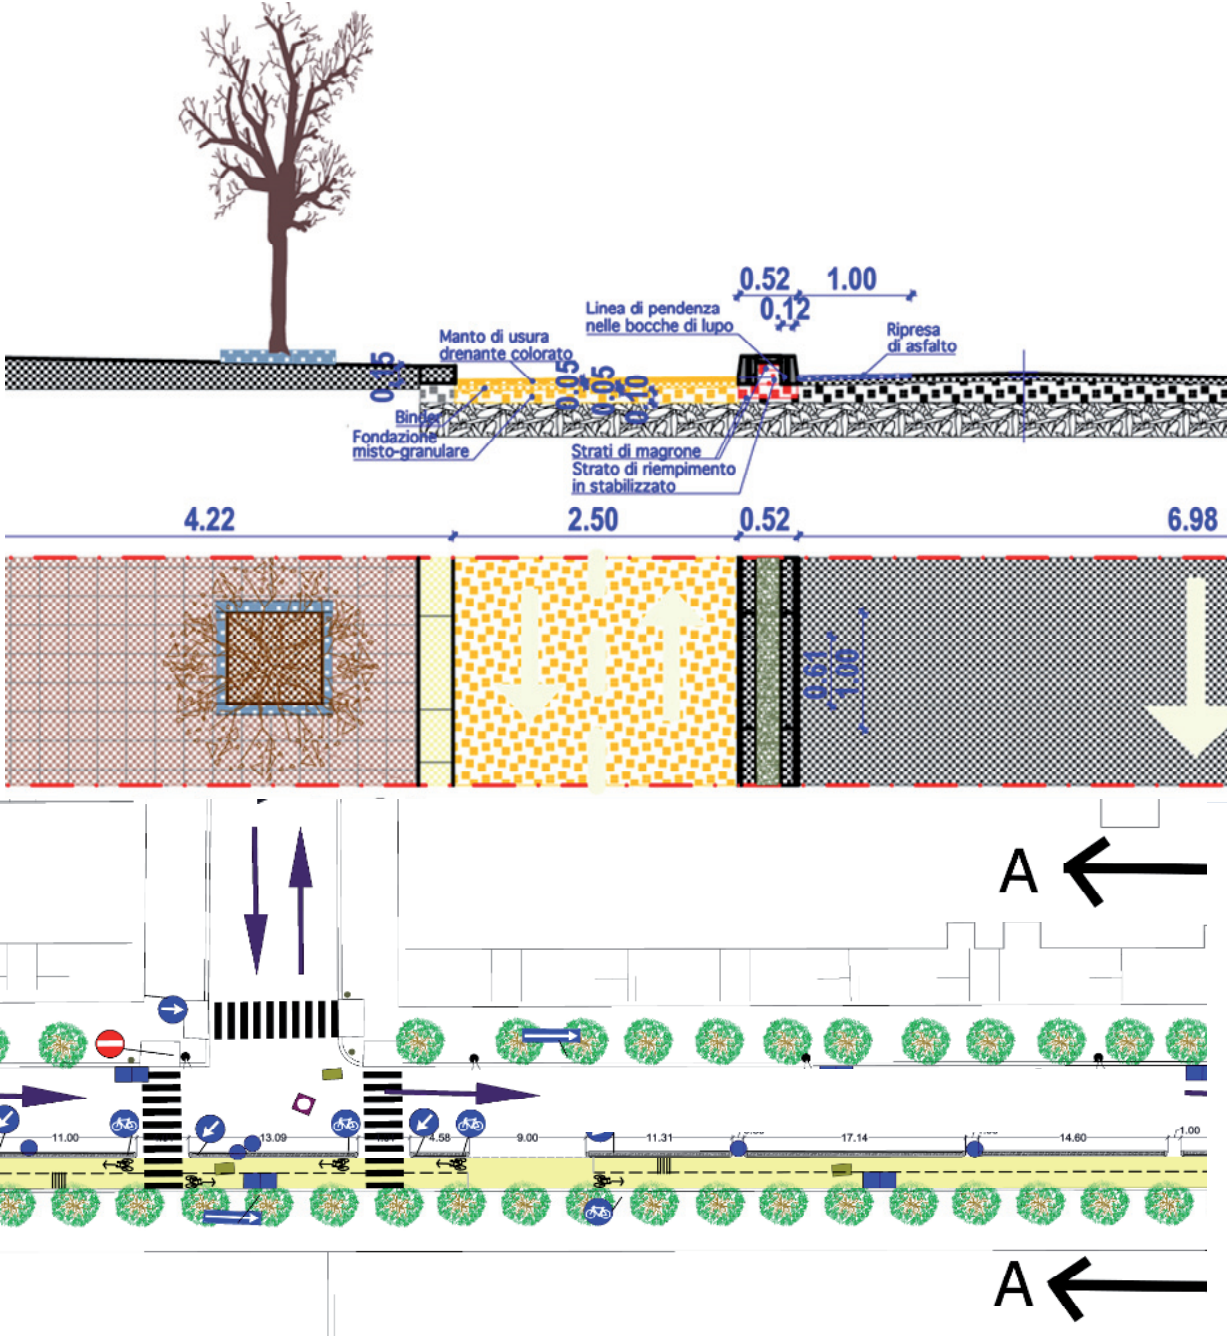 0.52 1.00
0.12
Linea di pendenza
nelle bocche di lupo
Ripresa
di asfalto
Manto di usura
drenante colorato
0.15
0.05
0.05
0.10
Binder
Fondazione
misto-granulare
Strati di magrone
Strato di riempimento
in stabilizzato
4.22 2.50 0.52 6.98
0.61
1.00
A
11.00 13.09 4.58 9.00 11.31 17.14 14.60 1.00
A